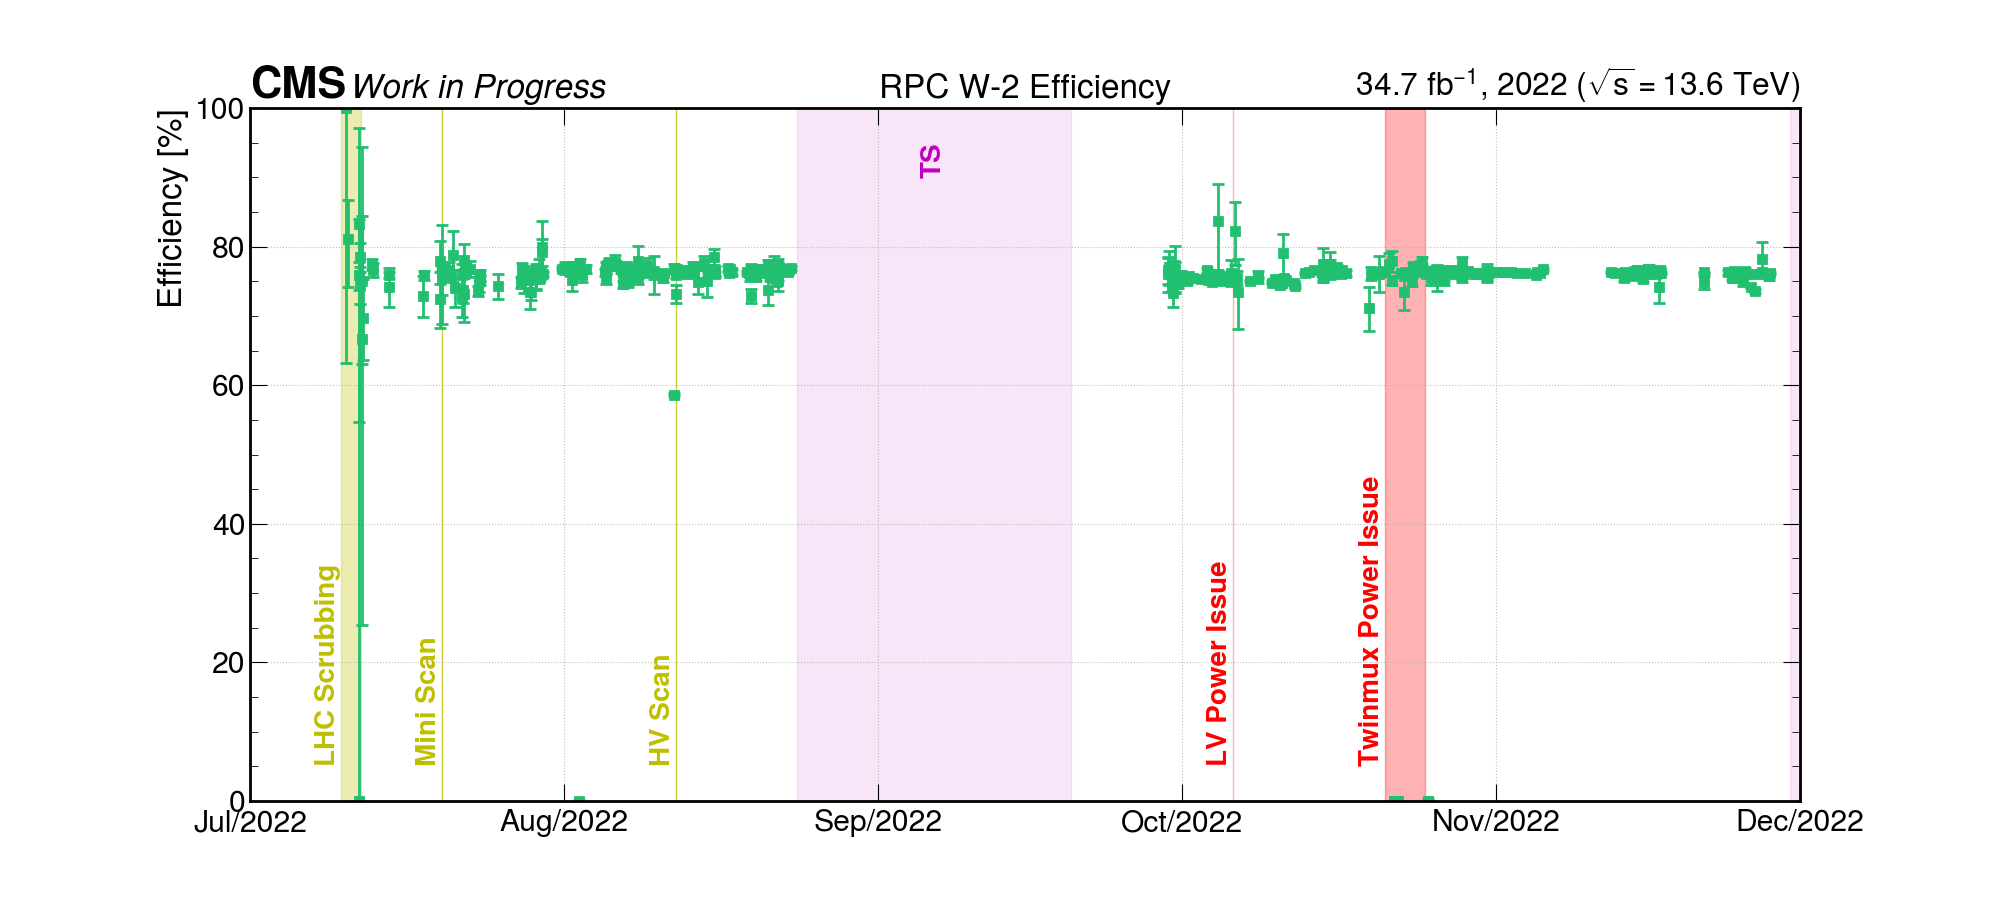 CMS Work in Progress RPC W-2 Efficiency 34.7 fb⁻¹, 2022 (√s = 13.6 TeV)
Efficiency [%]
100
80
60
40
20
0
LHC Scrubbing
Mini Scan
HV Scan
TS
LV Power Issue
Twinmux Power Issue
Jul/2022 Aug/2022 Sep/2022 Oct/2022 Nov/2022 Dec/2022